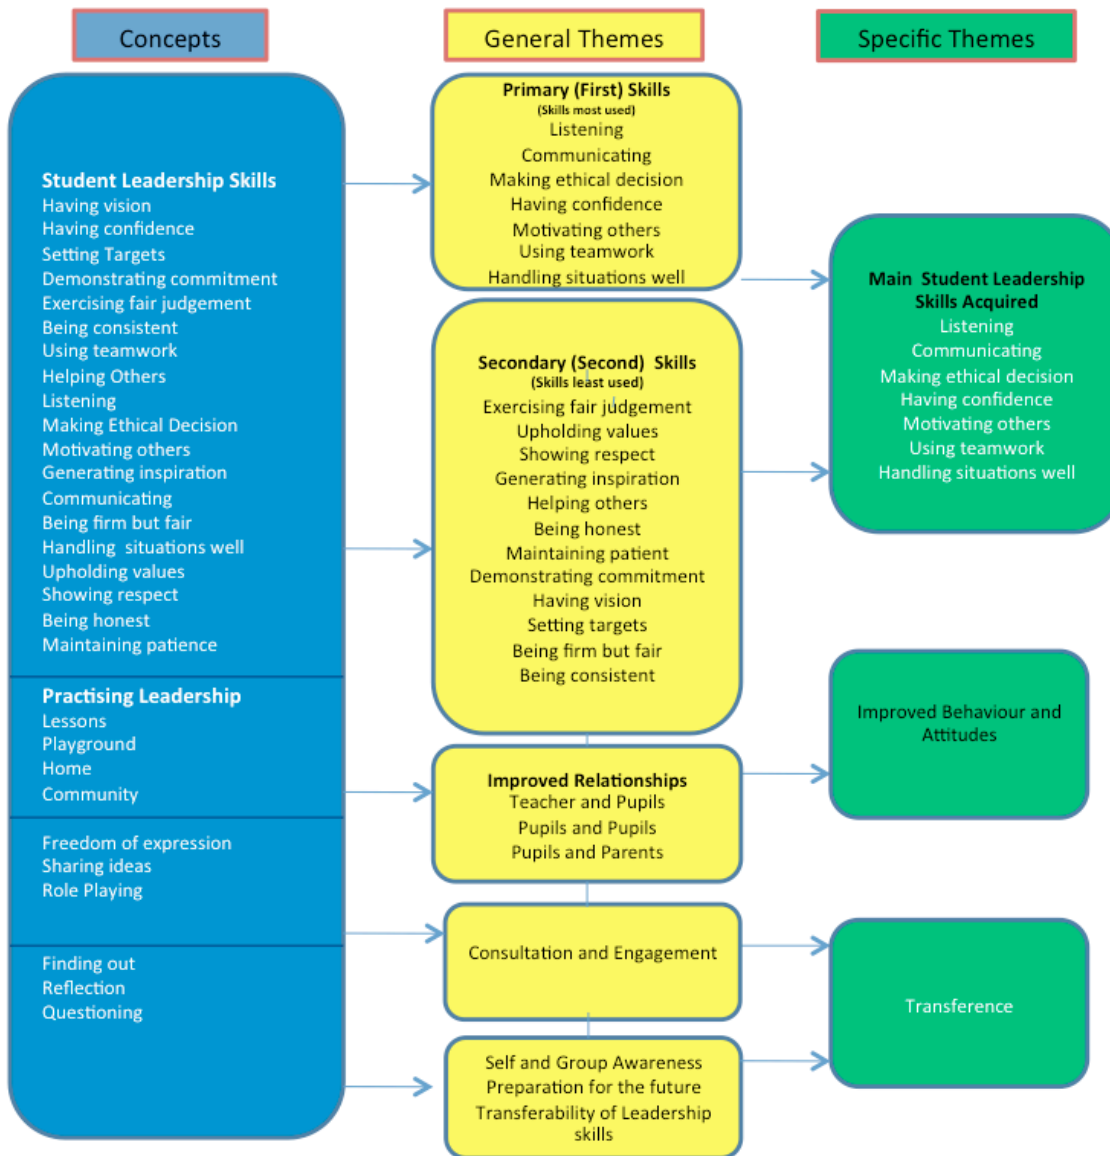 Concepts
General Themes
Specific Themes
Student Leadership Skills
Having vision
Having confidence
Setting Targets
Demonstrating commitment
Exercising fair judgement
Being consistent
Using teamwork
Helping Others
Listening
Making Ethical Decision
Motivating others
Generating inspiration
Communicating
Being firm but fair
Handling situations well
Upholding values
Showing respect
Being honest
Maintaining patience
Practising Leadership
Lessons
Playground
Home
Community
Freedom of expression
Sharing ideas
Role Playing
Finding out
Reflection
Questioning
Primary (First) Skills
(Skills most used)
Listening
Communicating
Making ethical decision
Having confidence
Motivating others
Using teamwork
Handling situations well
Secondary (Second) Skills
(Skills least used)
Exercising fair judgement
Upholding values
Showing respect
Generating inspiration
Helping others
Being honest
Maintaining patient
Demonstrating commitment
Having vision
Setting targets
Being firm but fair
Being consistent
Improved Relationships
Teacher and Pupils
Pupils and Pupils
Pupils and Parents
Consultation and Engagement
Self and Group Awareness
Preparation for the future
Transferability of Leadership
skills
Main Student Leadership
Skills Acquired
Listening
Communicating
Making ethical decision
Having confidence
Motivating others
Using teamwork
Handling situations well
Improved Behaviour and
Attitudes
Transference